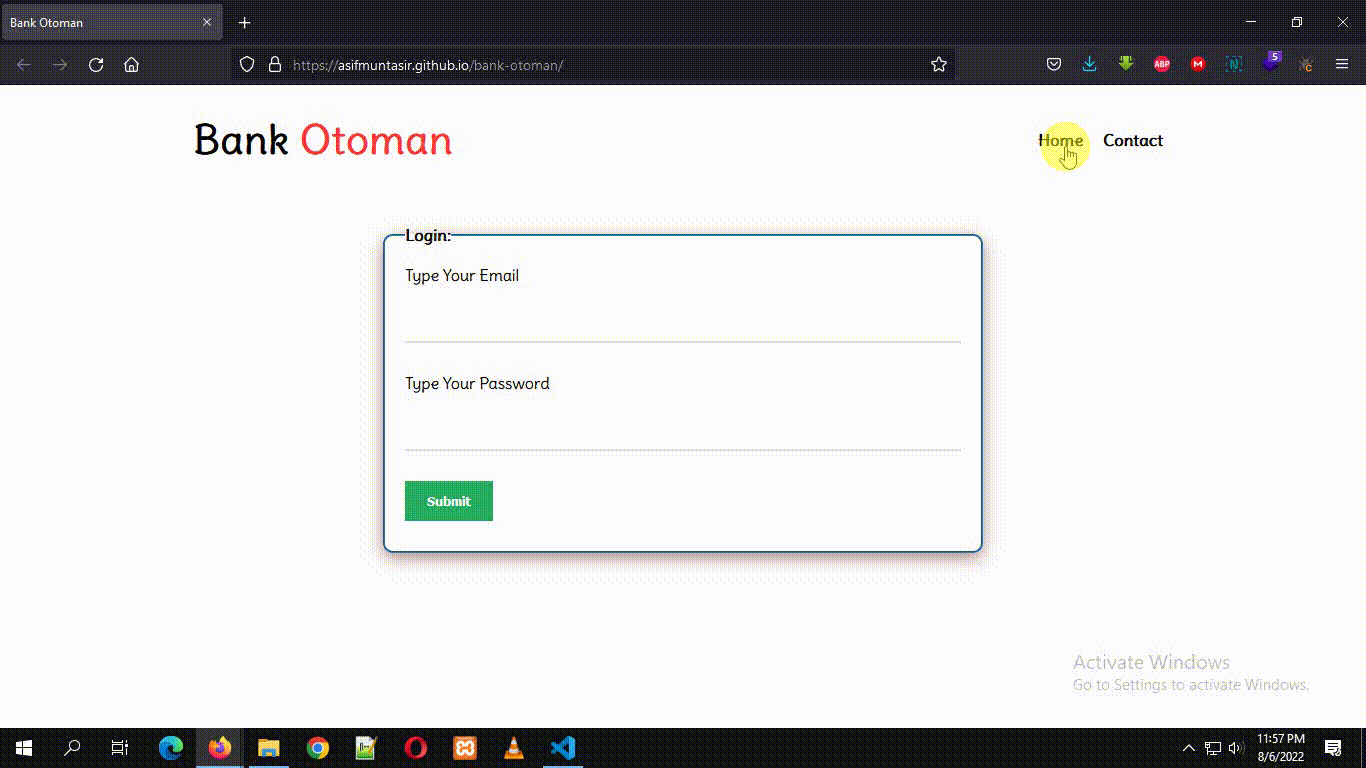 Bank Otoman
https://asifmuntasir.github.io/bank-otoman/
ABP
M
N
5
C
Bank Otoman
Home Contact
Login:
Type Your Email
Type Your Password
Submit
Activate Windows
Go to Settings to activate Windows.
11:57 PM
8/6/2022